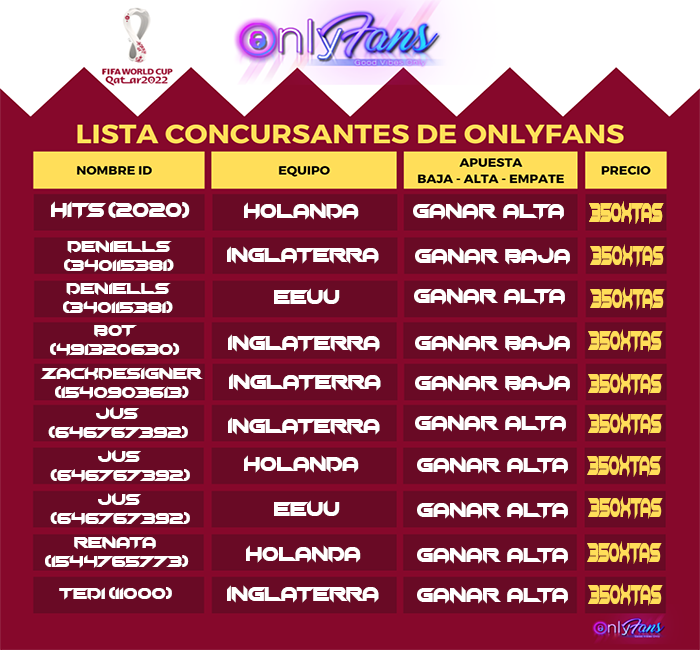 FIFA WORLD CUP
Qatar2022
OnlyFans
Good Vibes Only
LISTA CONCURSANTES DE ONLYFANS
NOMBRE ID EQUIPO APUESTA BAJA - ALTA - EMPATE PRECIO
HITS (2020) HOLANDA GANAR ALTA 350XTAS
DENIELLS (340115381) INGLATERRA GANAR BAJA 350XTAS
DENIELLS (340115381) EEUU GANAR ALTA 350XTAS
BOT (491320630) INGLATERRA GANAR BAJA 350XTAS
ZACKDESIGNER (1540903613) INGLATERRA GANAR BAJA 350XTAS
JUS (646767392) INGLATERRA GANAR ALTA 350XTAS
JUS (646767392) HOLANDA GANAR ALTA 350XTAS
JUS (646767392) EEUU GANAR ALTA 350XTAS
RENATA (1544765773) HOLANDA GANAR ALTA 350XTAS
TEDI (11000) INGLATERRA GANAR ALTA 350XTAS
OnlyFans